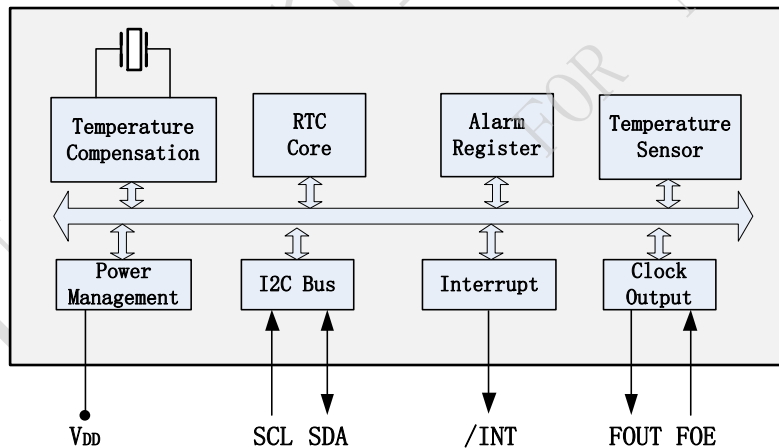 Temperature
Compensation
RTC
Core
Alarm
Register
Temperature
Sensor
Power
Management
I2C Bus
Interrupt
Clock
Output
VDD
SCL SDA
/INT
FOUT FOE
FOR